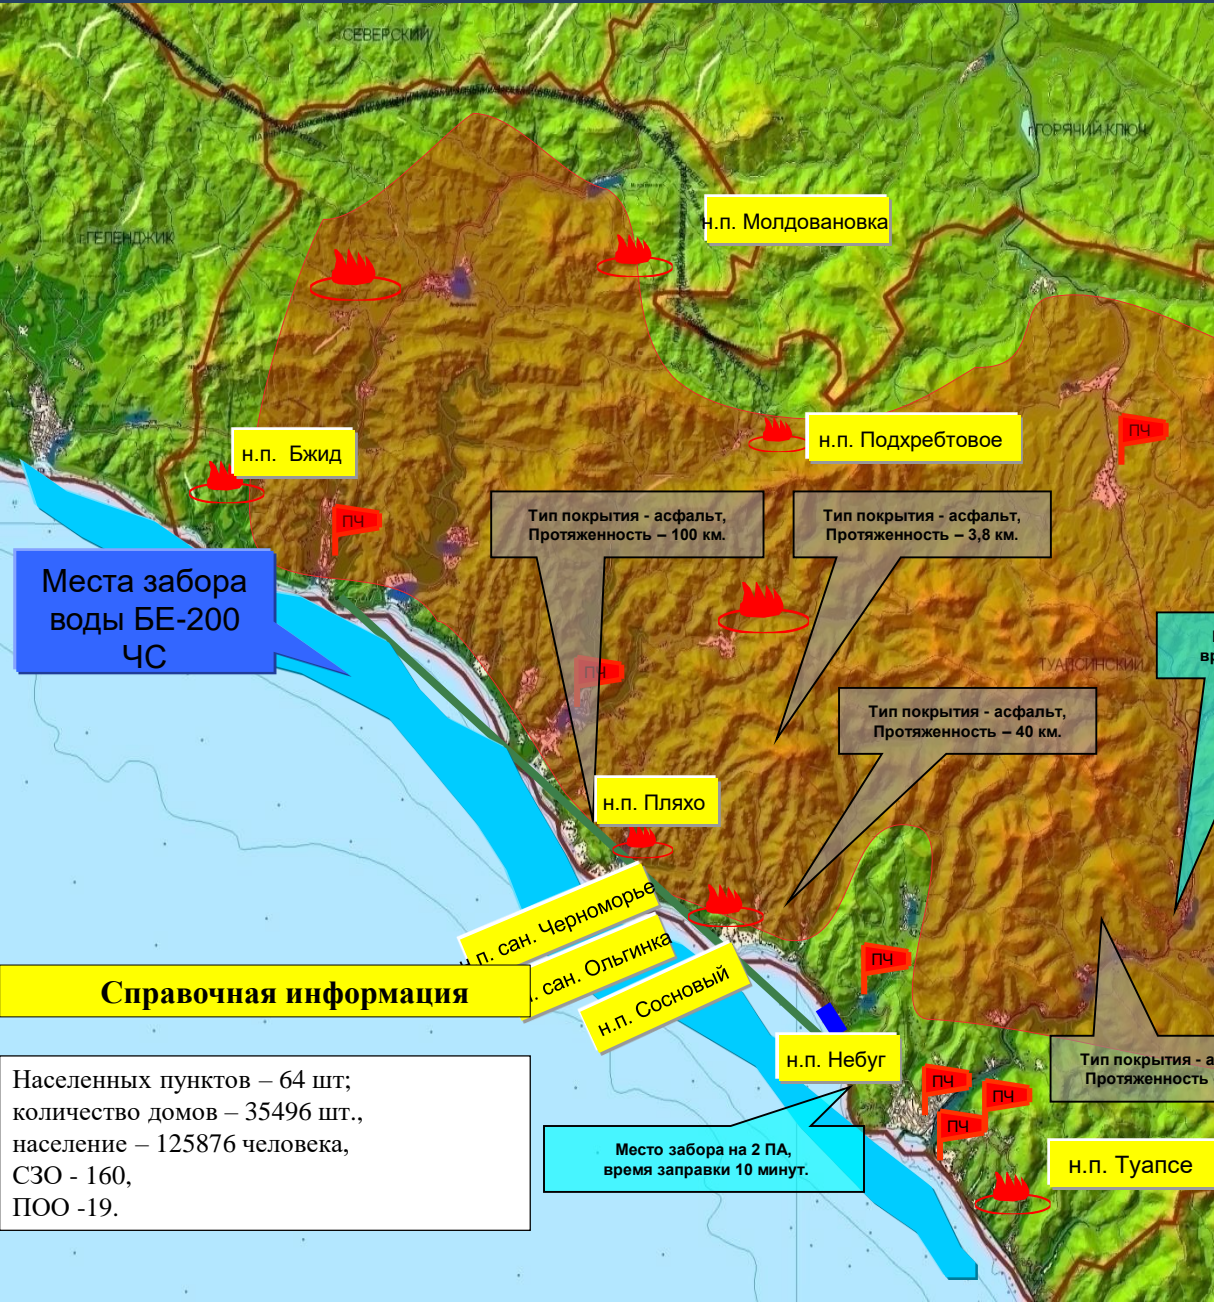 СЕВЕРСКИЙ
г.ГОРЯЧИЙ КЛЮЧ
н.п. Молдовановка
г.ГЕЛЕНДЖИК
н.п. Подхребтовое
ПЧ
н.п.  Бжид
ПЧ
Тип покрытия - асфальт,
Протяженность – 100 км.
Тип покрытия - асфальт,
Протяженность – 3,8 км.
Места забора
воды БЕ-200
ЧС
ТУАПСИНСКИЙ
ПЧ
Тип покрытия - асфальт,
Протяженность – 40 км.
н.п. Пляхо
н.п. сан. Черноморье
сан. Ольгинка
н.п. Сосновый
ПЧ
Справочная информация
н.п. Небуг
Тип покрытия - а
Протяженность
Населенных пунктов – 64 шт;
количество домов – 35496 шт.,
население – 125876 человека,
СЗО - 160,
ПОО -19.
ПЧ
ПЧ
ПЧ
Место забора на 2 ПА,
время заправки 10 минут.
н.п. Туапсе